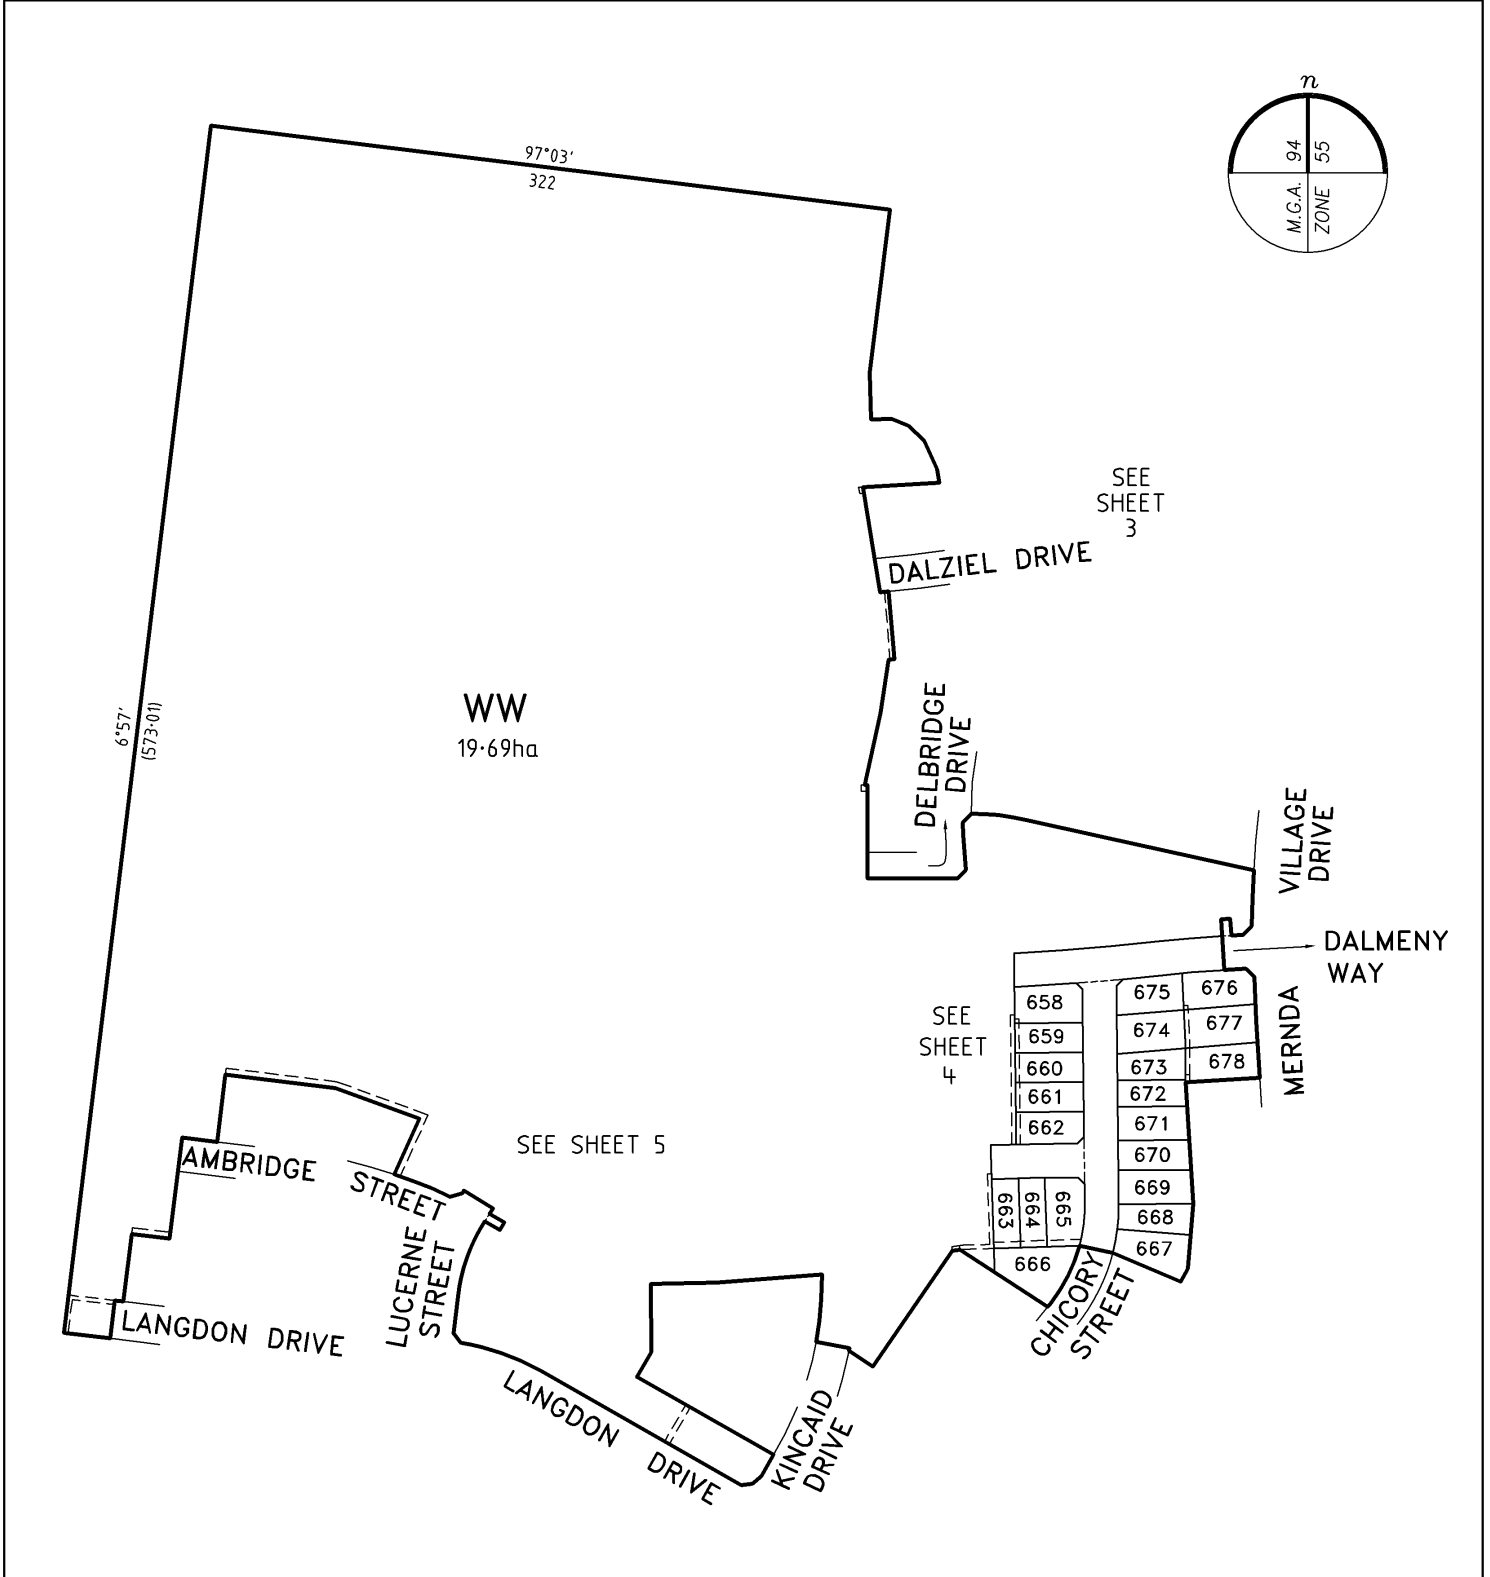 n
M.G.A. 94
ZONE 55
97°03'
322
SEE
SHEET
3
DALZIEL DRIVE
6°57'
(573·01)
WW
19·69ha
DELBRIDGE
DRIVE
VILLAGE
DRIVE
DALMENY
WAY
MERNDA
SEE
SHEET
4
658
659
660
661
662
663
664
665
666
675
674
673
672
671
670
669
668
667
676
677
678
SEE SHEET 5
AMBRIDGE STREET
LUCERNE
STREET
LANGDON DRIVE
LANGDON DRIVE
KINCAID
DRIVE
CHICORY
STREET